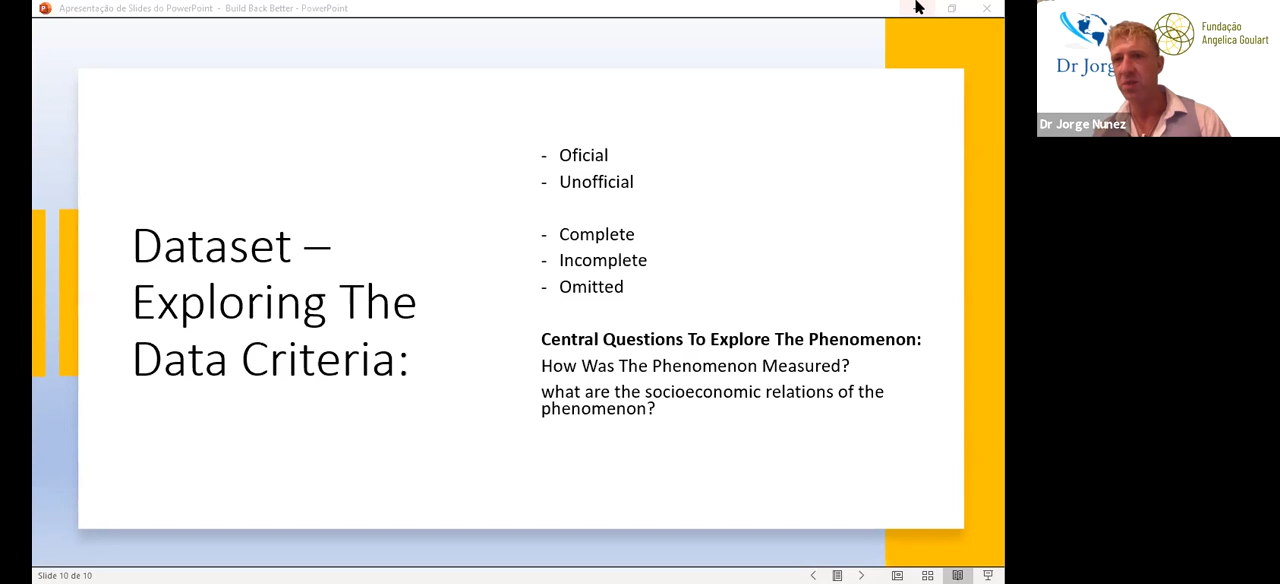 Apresentação de Slides do PowerPoint - Build Back Better - PowerPoint
Dataset –
Exploring The
Data Criteria:
- Oficial
- Unofficial
- Complete
- Incomplete
- Omitted
Central Questions To Explore The Phenomenon:
How Was The Phenomenon Measured?
what are the socioeconomic relations of the
phenomenon?
Slide 10 de 10
Dr Jorg
Fundação
Angelica Goulart
Dr Jorge Nunez